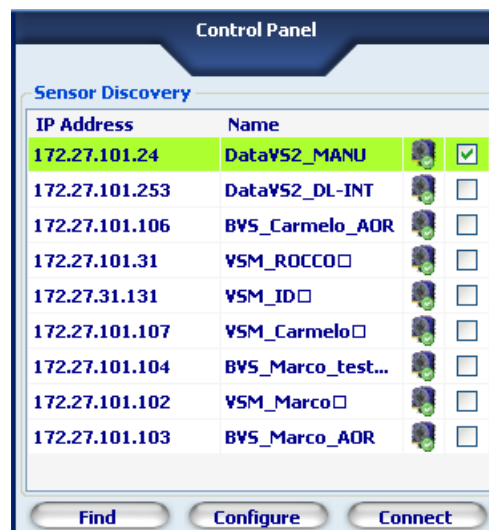 Control Panel
Sensor Discovery
IP Address Name
172.27.101.24 DataVS2_MANU
172.27.101.253 DataVS2_DL-INT
172.27.101.106 BVS_Carmelo_AOR
172.27.101.31 VSM_ROCCO□
172.27.31.131 VSM_ID□
172.27.101.107 VSM_Carmelo□
172.27.101.104 BVS_Marco_test...
172.27.101.102 VSM_Marco□
172.27.101.103 BVS_Marco_AOR
Find Configure Connect